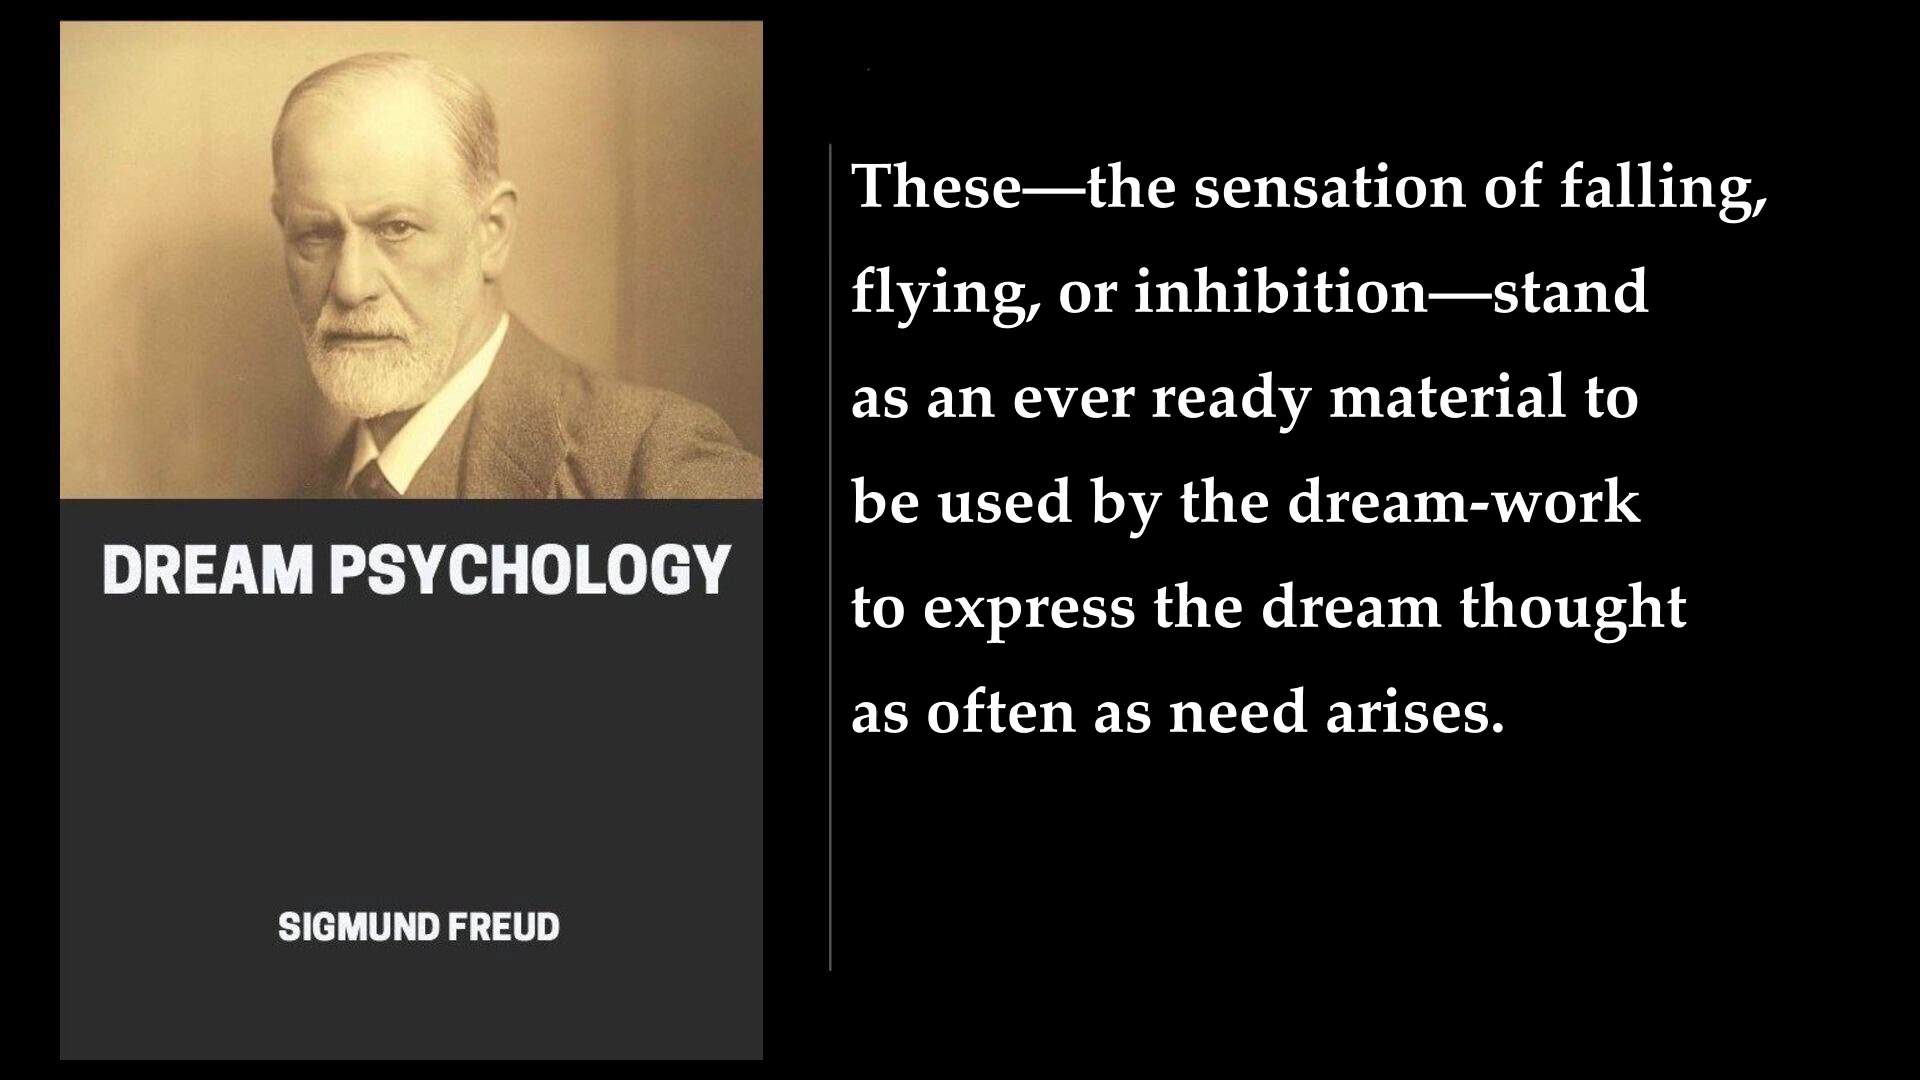 DREAM PSYCHOLOGY
SIGMUND FREUD
These—the sensation of falling,
flying, or inhibition—stand
as an ever ready material to
be used by the dream-work
to express the dream thought
as often as need arises.